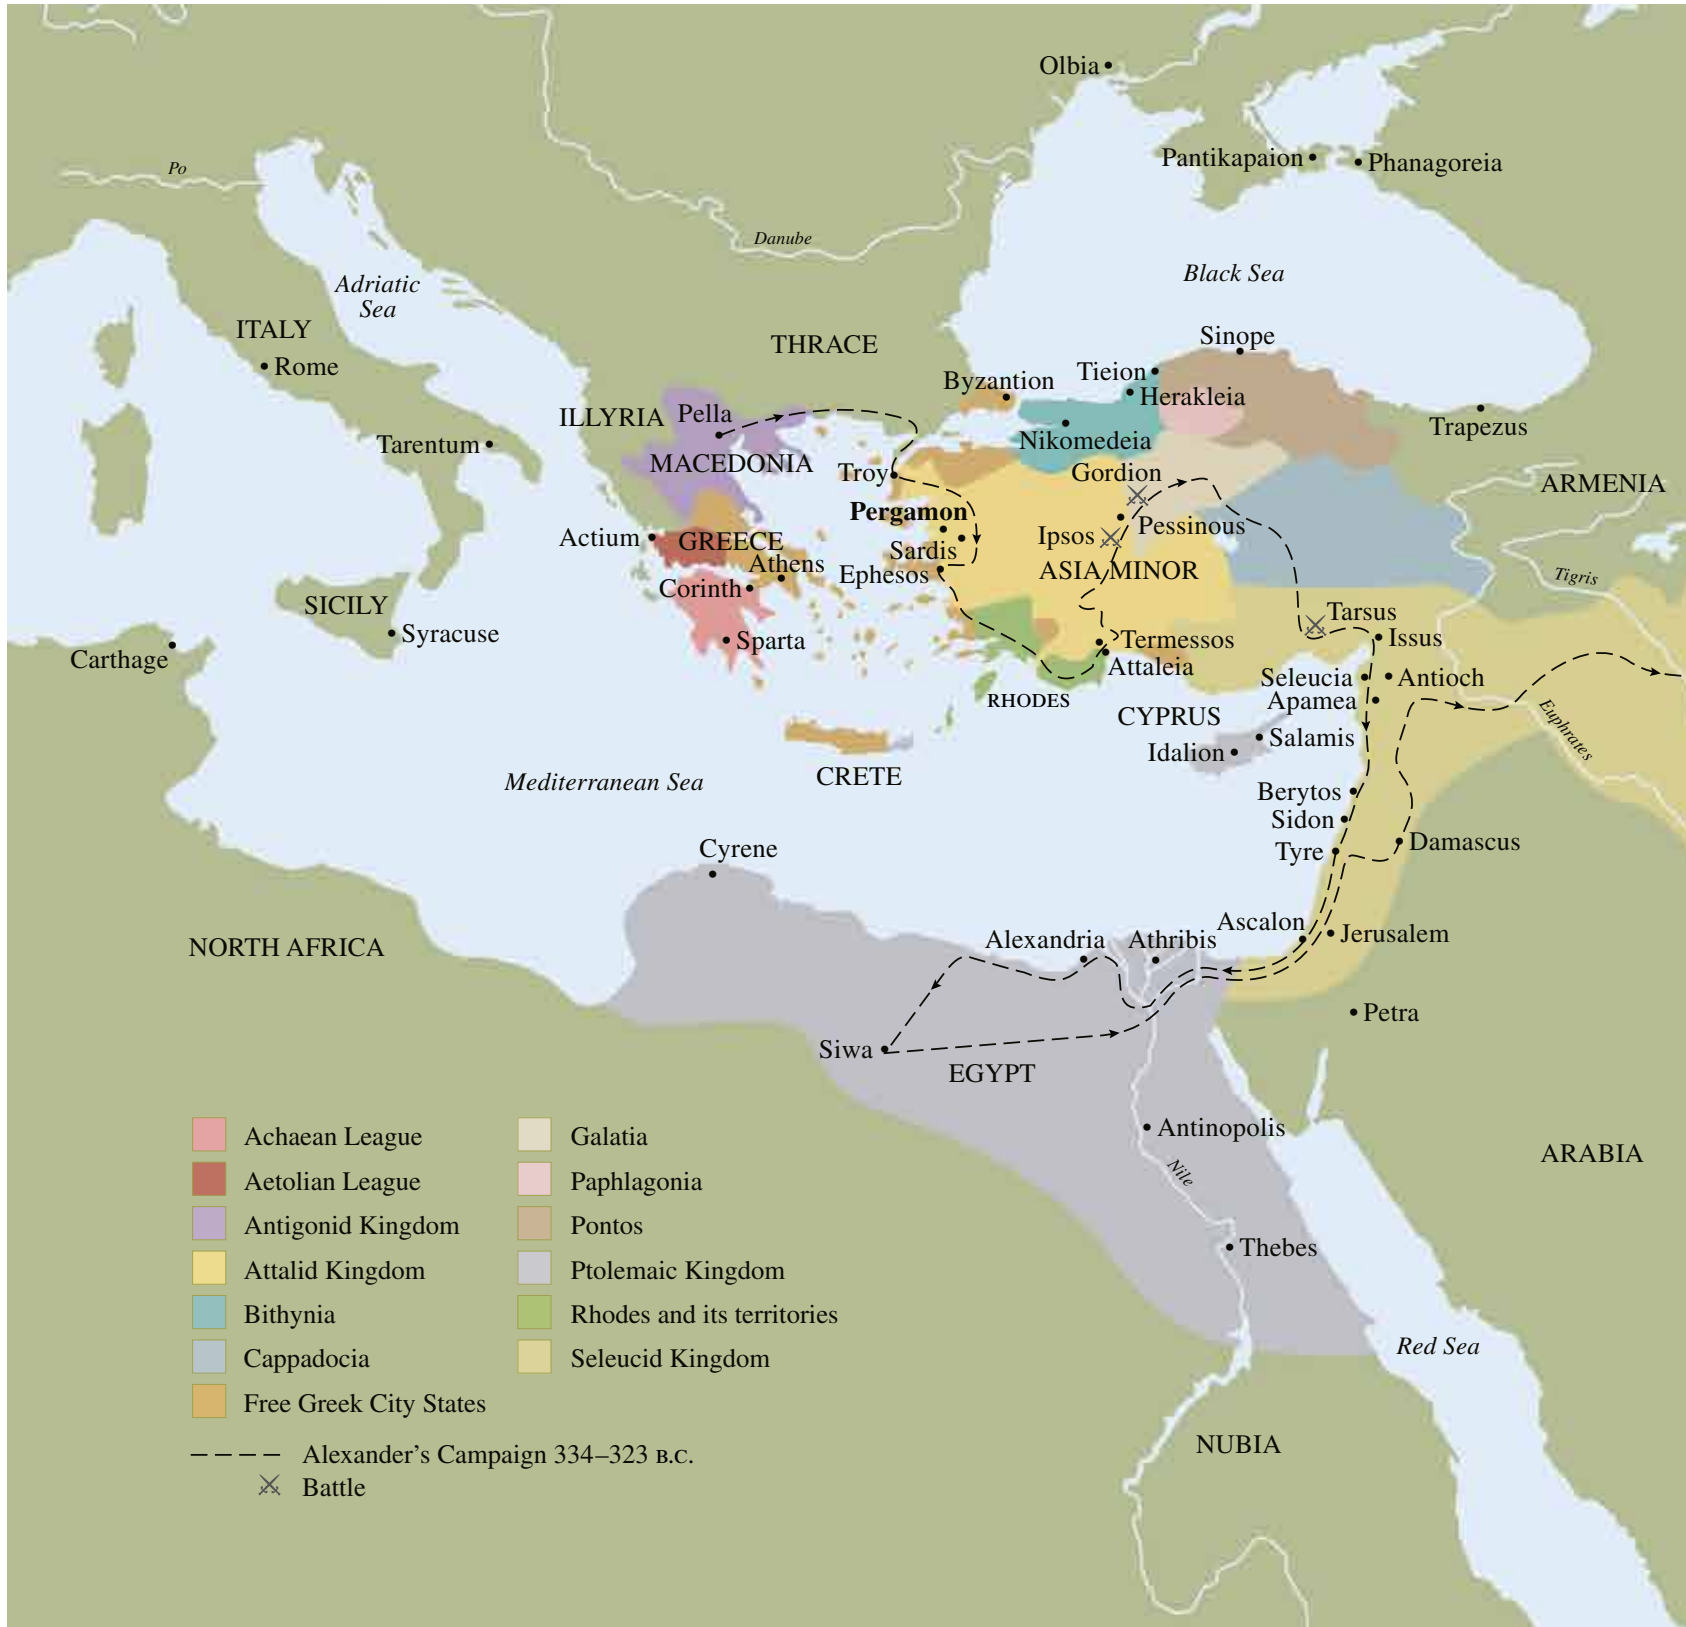 Olbia
Pantikapaion
Phanagoreia
Po
Danube
Black Sea
Adriatic
Sea
ITALY
Rome
THRACE
Sinope
Tieion
Byzantion
Herakleia
ILLYRIA
Pella
Trapezus
Tarentum
Nikomedeia
MACEDONIA
Troy
Gordion
ARMENIA
Pergamon
Pessinous
Actium
GREECE
Ipsos
Sardis
Athens
ASIA MINOR
Ephesos
Tigris
Corinth
SICILY
Tarsus
Syracuse
Sparta
Termessos
Issus
Carthage
Attaleia
Seleucia
Antioch
RHODES
Apamea
CYPRUS
Euphrates
Salamis
Idalion
CRETE
Mediterranean Sea
Berytos
Sidon
Cyrene
Tyre
Damascus
Ascalon
Jerusalem
NORTH AFRICA
Alexandria
Athribis
Petra
Siwa
EGYPT
Antinopolis
ARABIA
Nile
Thebes
Red Sea
NUBIA
Achaean League
Aetolian League
Antigonid Kingdom
Attalid Kingdom
Bithynia
Cappadocia
Free Greek City States
Galatia
Paphlagonia
Pontos
Ptolemaic Kingdom
Rhodes and its territories
Seleucid Kingdom
Alexander’s Campaign 334–323 B.C.
Battle